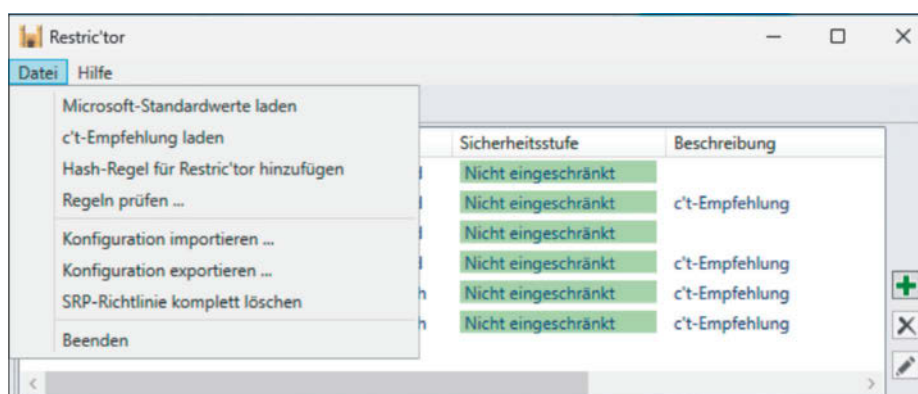 Restric'tor
Datei Hilfe
Microsoft-Standardwerte laden
c't-Empfehlung laden
Hash-Regel für Restric'tor hinzufügen
Regeln prüfen ...
Konfiguration importieren ...
Konfiguration exportieren ...
SRP-Richtlinie komplett löschen
Beenden
Sicherheitsstufe Beschreibung
Nicht eingeschränkt
Nicht eingeschränkt c't-Empfehlung
Nicht eingeschränkt
Nicht eingeschränkt c't-Empfehlung
Nicht eingeschränkt c't-Empfehlung
Nicht eingeschränkt c't-Empfehlung